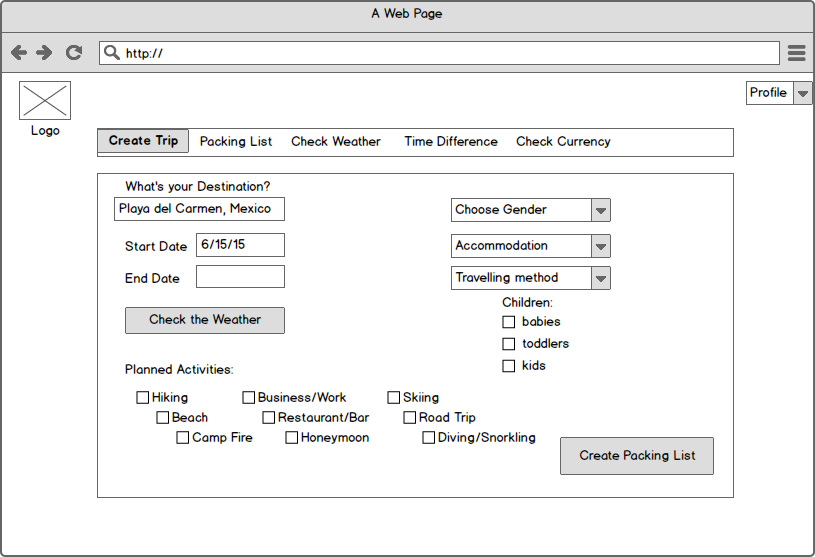 A Web Page
http://
Profile
Logo
Create Trip Packing List Check Weather Time Difference Check Currency
What's your Destination?
Playa del Carmen, Mexico
Choose Gender
Start Date 6/15/15
Accommodation
End Date
Travelling method
Children:
babies
Check the Weather
toddlers
kids
Planned Activities:
Hiking Business/Work Skiing
Beach Restaurant/Bar Road Trip
Camp Fire Honeymoon Diving/Snorkling
Create Packing List